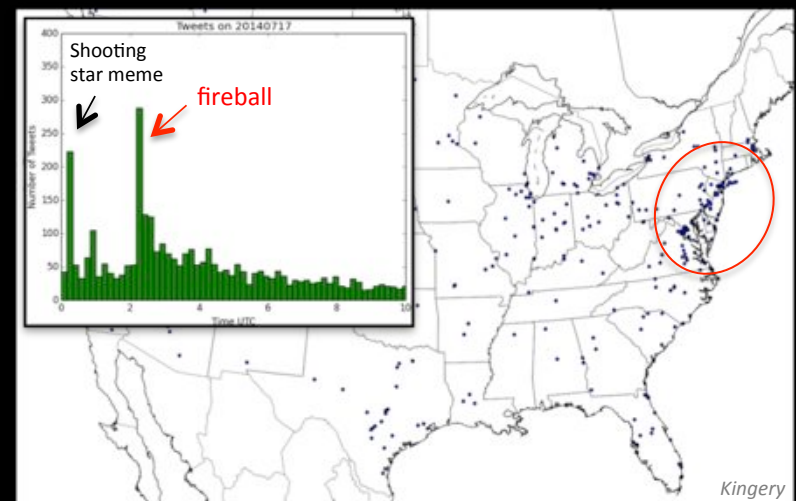 Tweets on 20140717
400
350
300
250
200
150
100
50
0
Number of Tweets
Shooting
star meme
fireball
0 2 4 6 8 10
Time UTC
Kingery